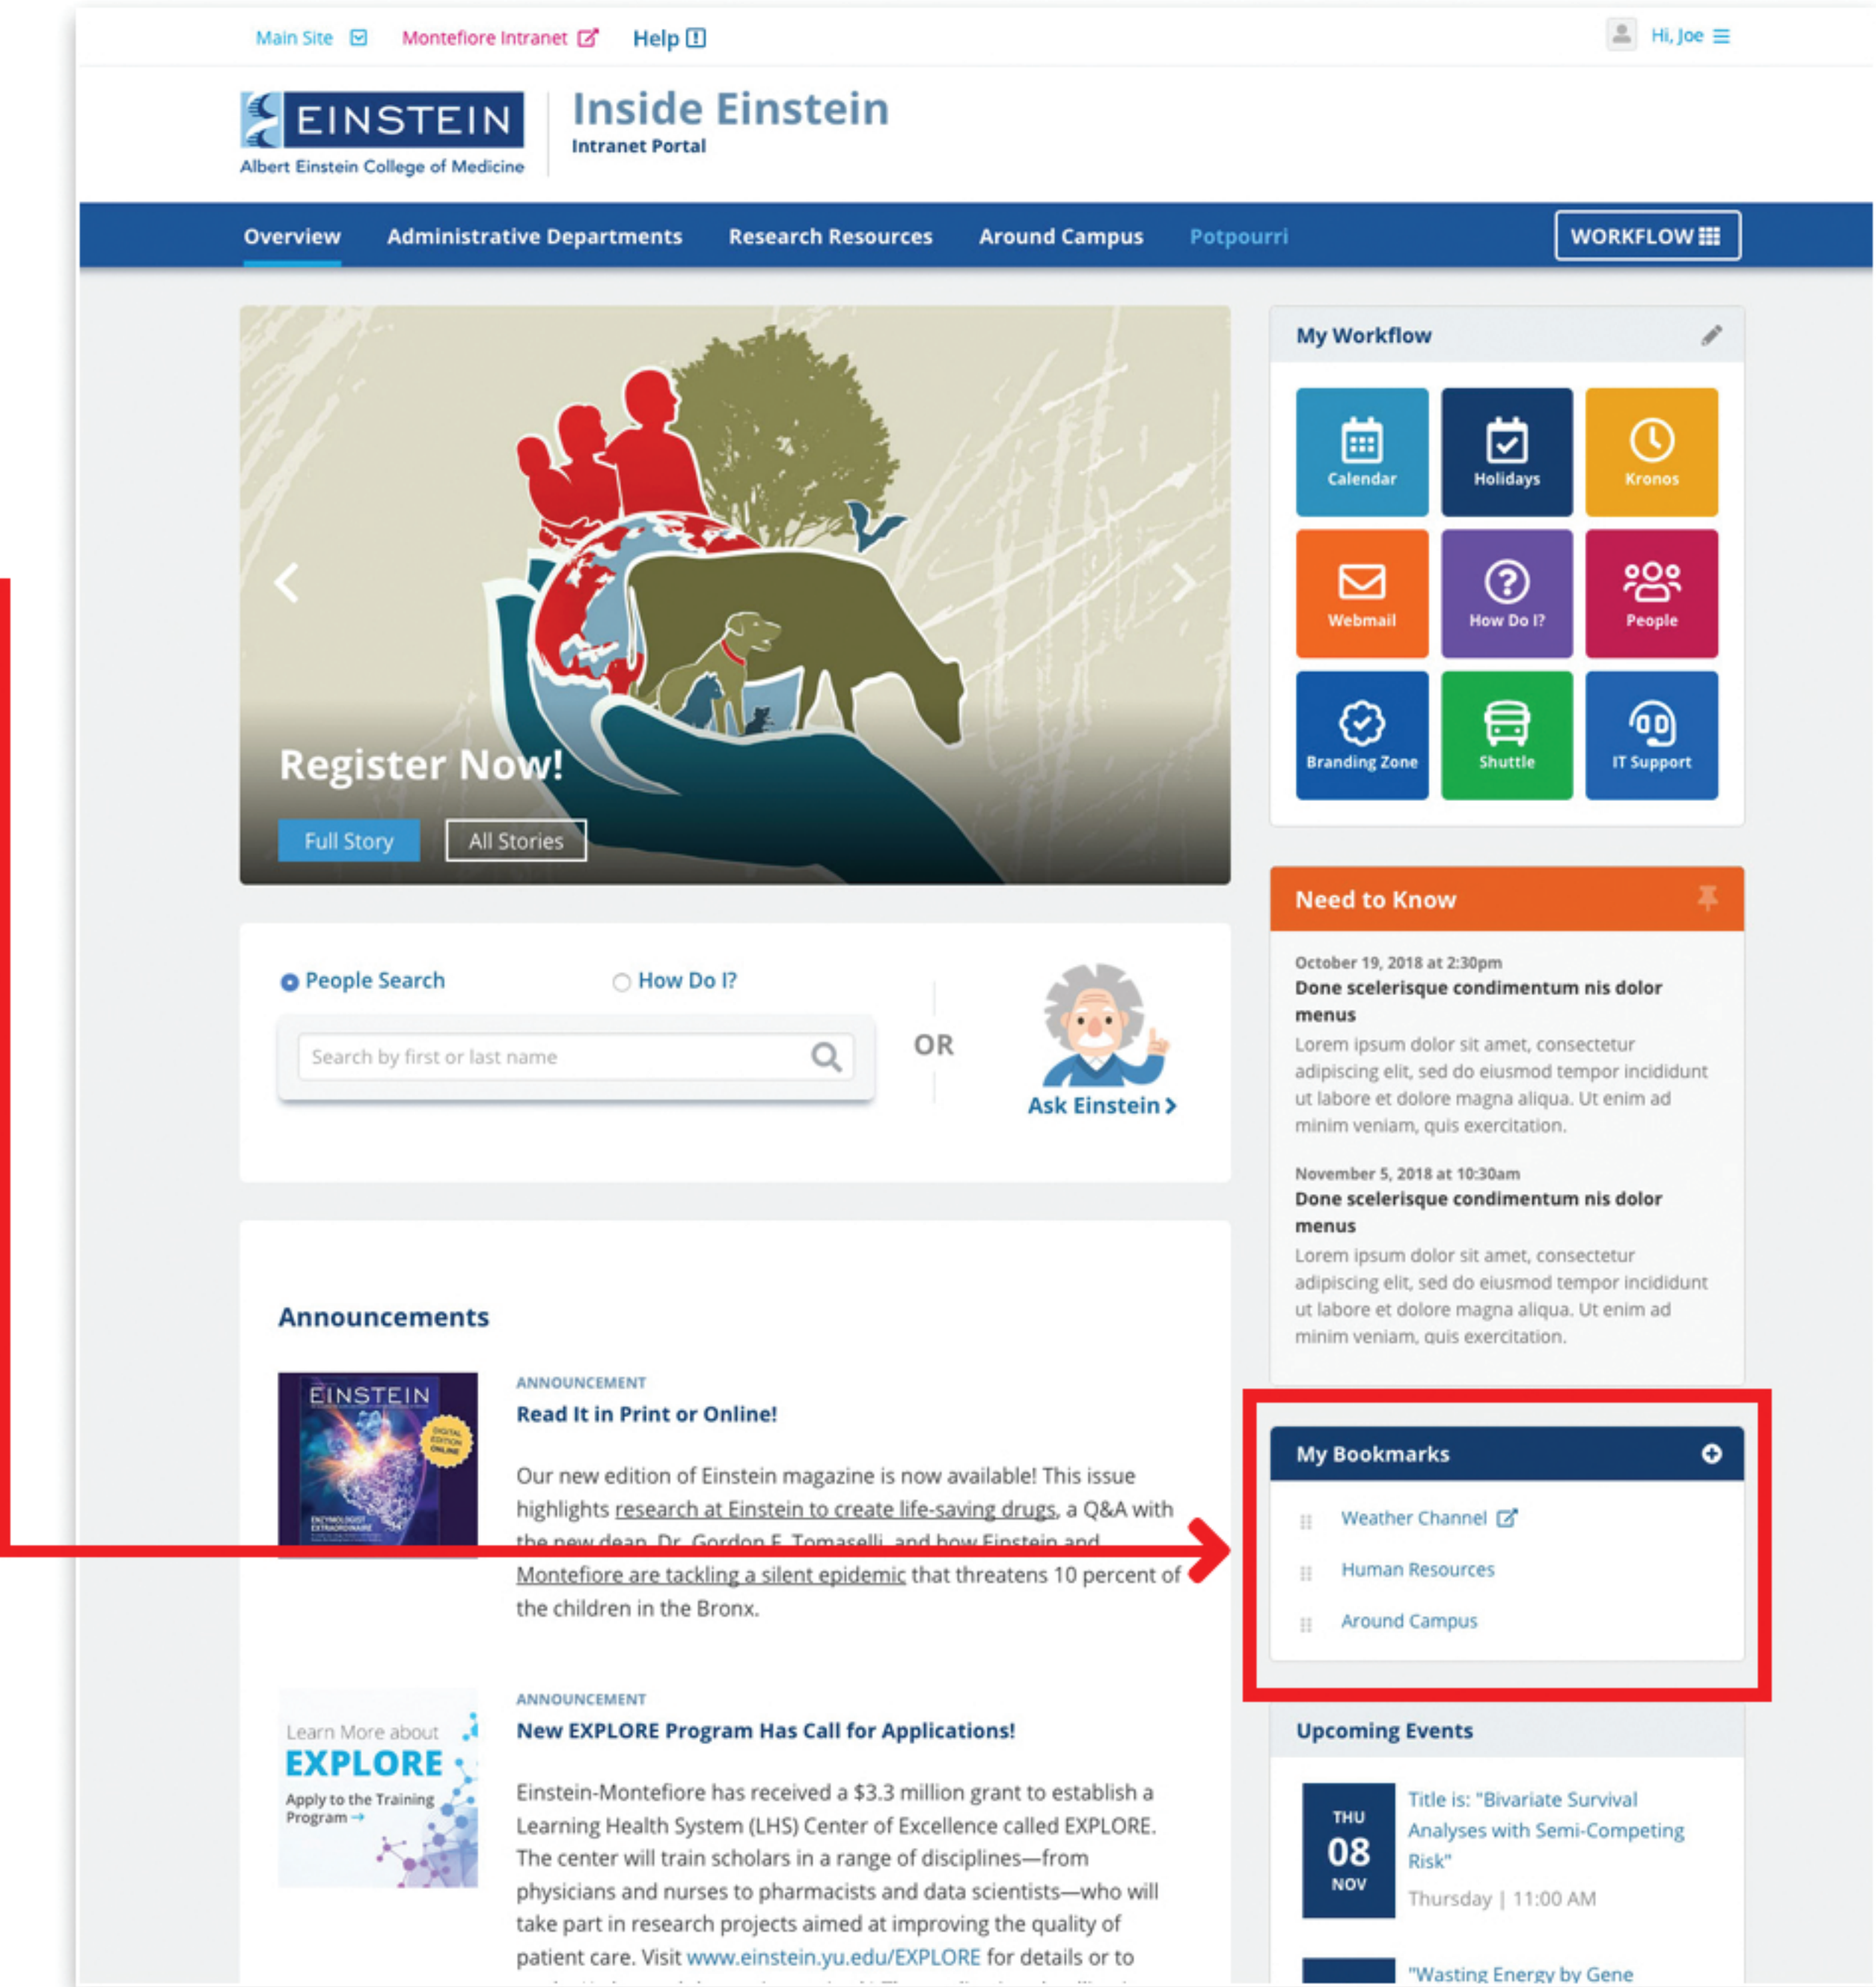 Main Site
Montefiore Intranet
Help
Hi, Joe
EINSTEIN
Albert Einstein College of Medicine
Inside Einstein
Intranet Portal
Overview
Administrative Departments
Research Resources
Around Campus
Potpourri
WORKFLOW
Register Now!
Full Story
All Stories
My Workflow
Calendar
Holidays
Kronos
Webmail
How Do I?
People
Branding Zone
Shuttle
IT Support
People Search
How Do I?
Search by first or last name
OR
Ask Einstein
Need to Know
October 19, 2018 at 2:30pm
Done scelerisque condimentum nis dolor
menus
Lorem ipsum dolor sit amet, consectetur
adipiscing elit, sed do eiusmod tempor incididunt
ut labore et dolore magna aliqua. Ut enim ad
minim veniam, quis exercitation.
November 5, 2018 at 10:30am
Done scelerisque condimentum nis dolor
menus
Lorem ipsum dolor sit amet, consectetur
adipiscing elit, sed do eiusmod tempor incididunt
ut labore et dolore magna aliqua. Ut enim ad
minim veniam, quis exercitation.
Announcements
EINSTEIN
DIGITAL
EDITION
ONLINE
ENZYMOLOGIST
EXTRAORDINAIRE
ANNOUNCEMENT
Read It in Print or Online!
Our new edition of Einstein magazine is now available! This issue
highlights research at Einstein to create life-saving drugs, a Q&A with
the new dean, Dr. Gordon F. Tomaselli, and how Einstein and
Montefiore are tackling a silent epidemic that threatens 10 percent of
the children in the Bronx.
Learn More about
EXPLORE
Apply to the Training
Program
ANNOUNCEMENT
New EXPLORE Program Has Call for Applications!
Einstein-Montefiore has received a $3.3 million grant to establish a
Learning Health System (LHS) Center of Excellence called EXPLORE.
The center will train scholars in a range of disciplines—from
physicians and nurses to pharmacists and data scientists—who will
take part in research projects aimed at improving the quality of
patient care. Visit www.einstein.yu.edu/EXPLORE for details or to
My Bookmarks
Weather Channel
Human Resources
Around Campus
Upcoming Events
THU
08
NOV
Title is: "Bivariate Survival
Analyses with Semi-Competing
Risk"
Thursday | 11:00 AM
"Wasting Energy by Gene